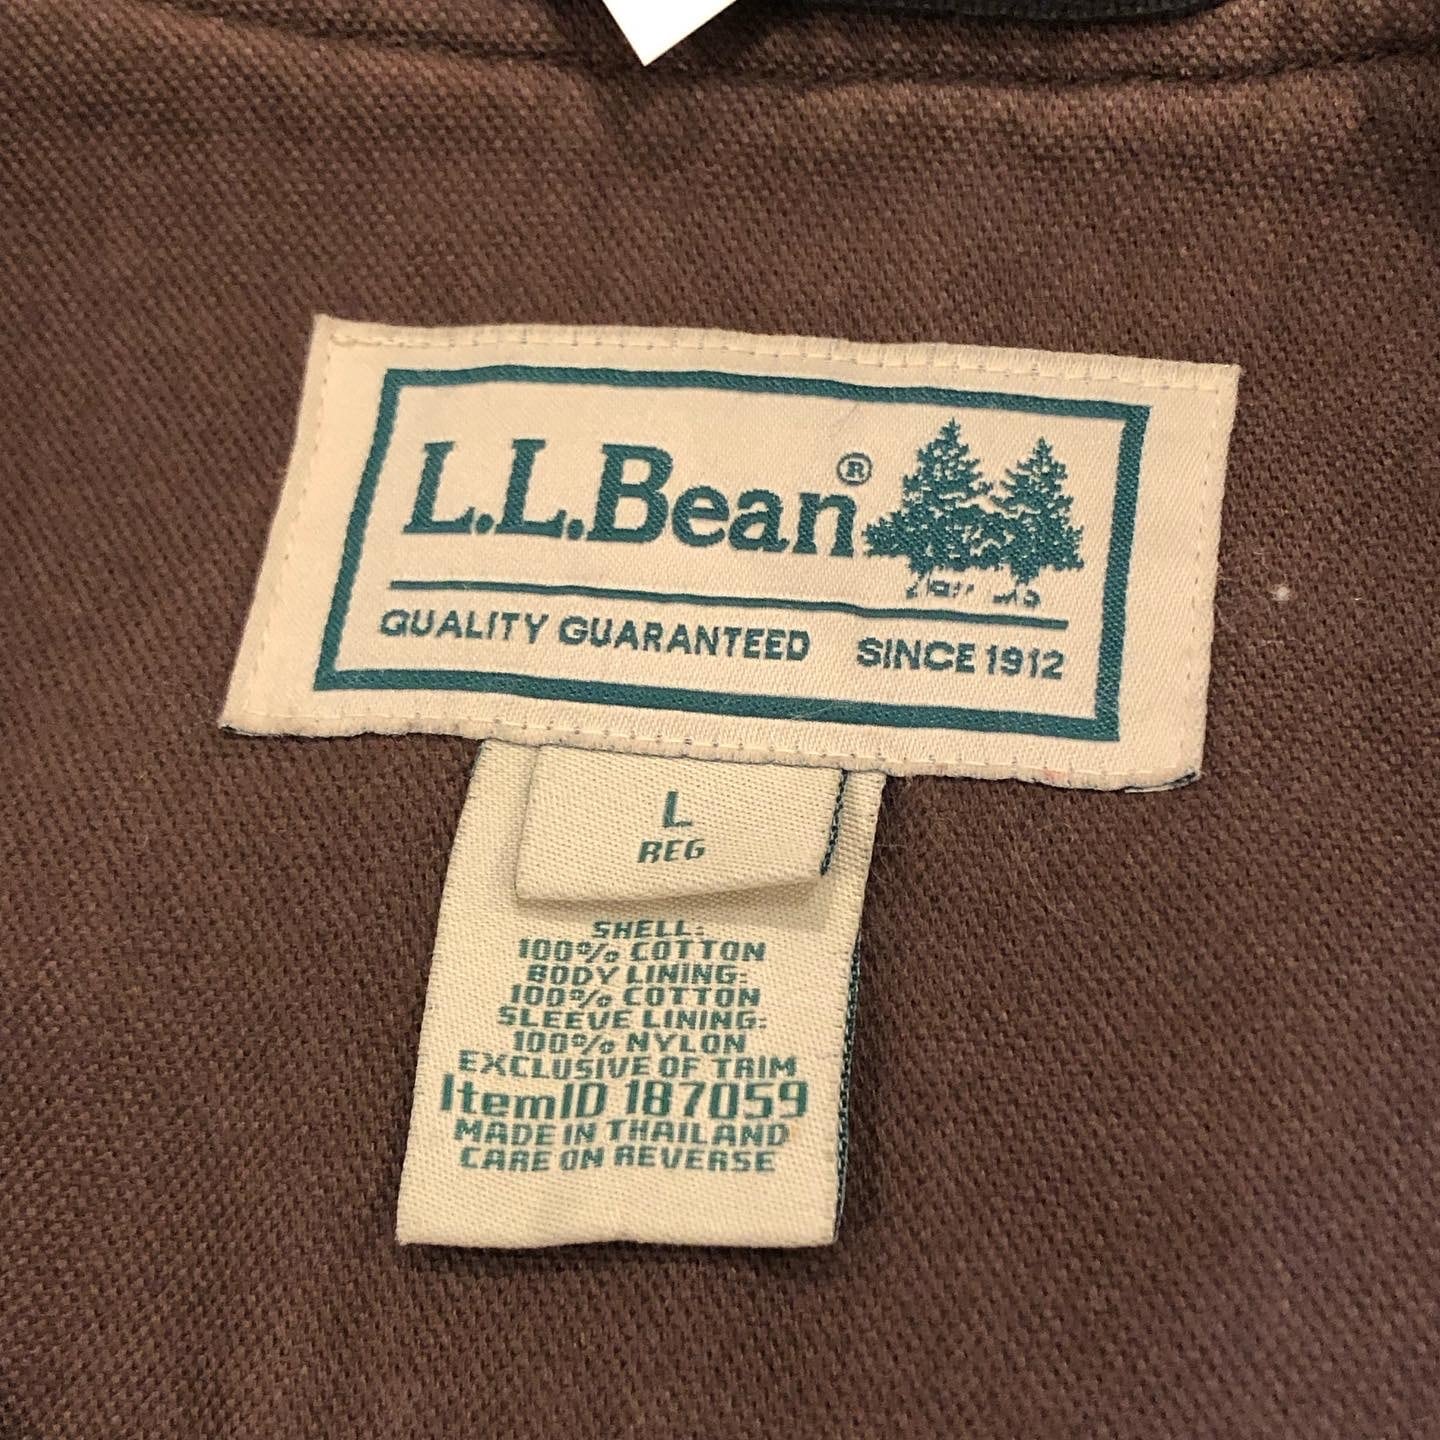 L.L.Bean®
QUALITY GUARANTEED SINCE 1912
L
REG
SHELL:
100% COTTON
BODY LINING:
100% COTTON
SLEEVE LINING:
100% NYLON
EXCLUSIVE OF TRIM
ItemID 187059
MADE IN THAILAND
CARE ON REVERSE